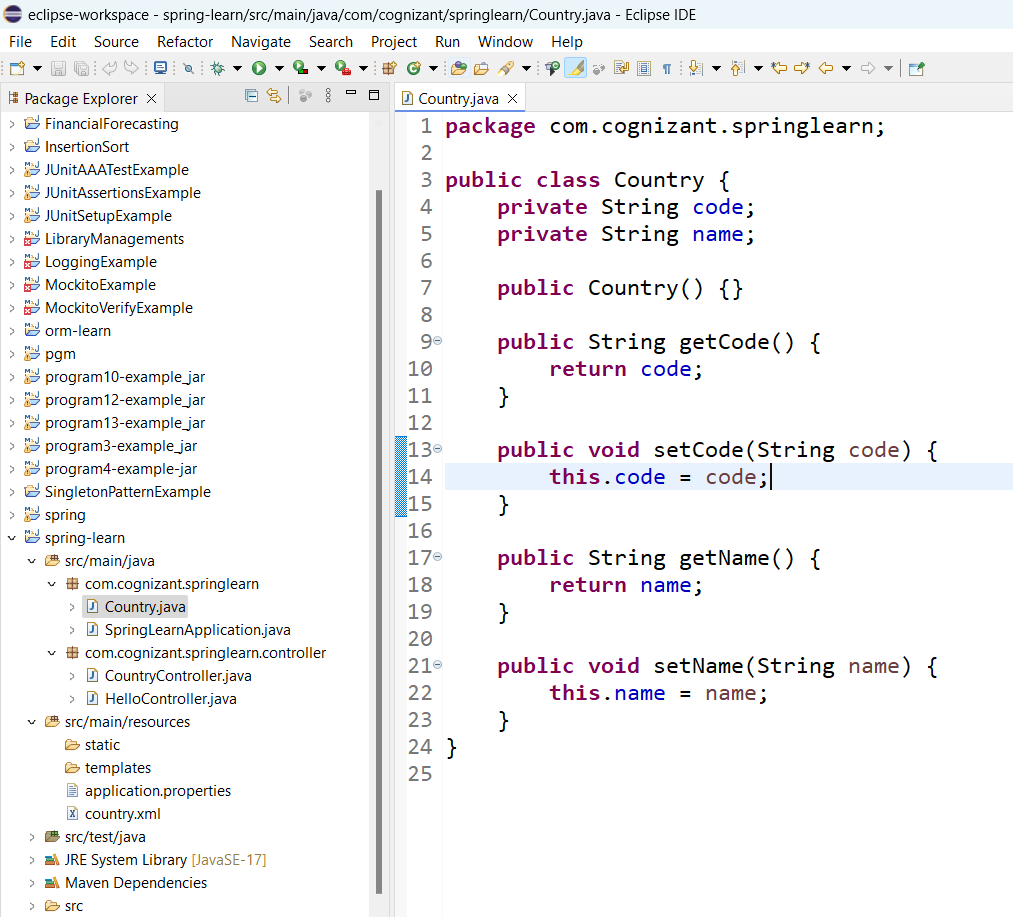 eclipse-workspace - spring-learn/src/main/java/com/cognizant/springlearn/Country.java - Eclipse IDE
File Edit Source Refactor Navigate Search Project Run Window Help
Package Explorer
FinancialForecasting
InsertionSort
JUnitAAATestExample
JUnitAssertionsExample
JUnitSetupExample
LibraryManagements
LoggingExample
MockitoExample
MockitoVerifyExample
orm-learn
pgm
program10-example_jar
program12-example_jar
program13-example_jar
program3-example_jar
program4-example-jar
SingletonPatternExample
spring
spring-learn
src/main/java
com.cognizant.springlearn
Country.java
SpringLearnApplication.java
com.cognizant.springlearn.controller
CountryController.java
HelloController.java
src/main/resources
static
templates
application.properties
country.xml
src/test/java
JRE System Library [JavaSE-17]
Maven Dependencies
src
Country.java
1 package com.cognizant.springlearn;
2
3 public class Country {
4     private String code;
5     private String name;
6
7     public Country() {}
8
9     public String getCode() {
10         return code;
11     }
12
13     public void setCode(String code) {
14         this.code = code;
15     }
16
17     public String getName() {
18         return name;
19     }
20
21     public void setName(String name) {
22         this.name = name;
23     }
24 }
25